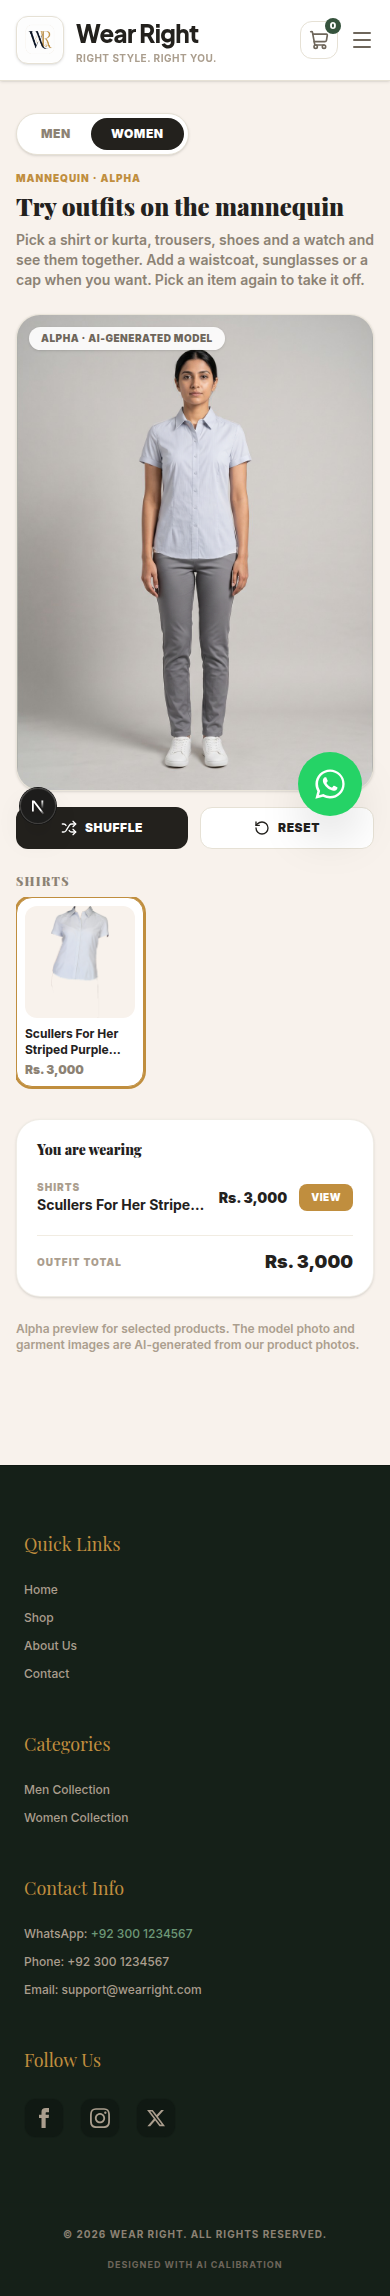 WR
Wear Right
RIGHT STYLE. RIGHT YOU.
0
MEN
WOMEN
MANNEQUIN · ALPHA
Try outfits on the mannequin
Pick a shirt or kurta, trousers, shoes and a watch and
see them together. Add a waistcoat, sunglasses or a
cap when you want. Pick an item again to take it off.
ALPHA · AI-GENERATED MODEL
N
SHUFFLE
RESET
SHIRTS
Scullers For Her
Striped Purple...
Rs. 3,000
You are wearing
SHIRTS
Scullers For Her Stripe...
Rs. 3,000
VIEW
OUTFIT TOTAL
Rs. 3,000
Alpha preview for selected products. The model photo and
garment images are AI-generated from our product photos.
Quick Links
Home
Shop
About Us
Contact
Categories
Men Collection
Women Collection
Contact Info
WhatsApp: +92 300 1234567
Phone: +92 300 1234567
Email: support@wearright.com
Follow Us
© 2026 WEAR RIGHT. ALL RIGHTS RESERVED.
DESIGNED WITH AI CALIBRATION